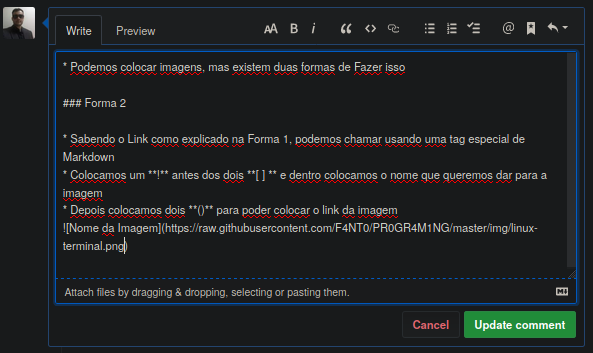 Write
Preview
AA B i
* Podemos colocar imagens, mas existem duas formas de Fazer isso
### Forma 2
* Sabendo o Link como explicado na Forma 1, podemos chamar usando uma tag especial de
Markdown
* Colocamos um **!** antes dos dois **[ ] ** e dentro colocamos o nome que queremos dar para a
imagem
* Depois colocamos dois **()** para poder colocar o link da imagem
![Nome da Imagem](https://raw.githubusercontent.com/F4NT0/PR0GR4M1NG/master/img/linux-
terminal.png)
Attach files by dragging & dropping, selecting or pasting them.
Cancel
Update comment